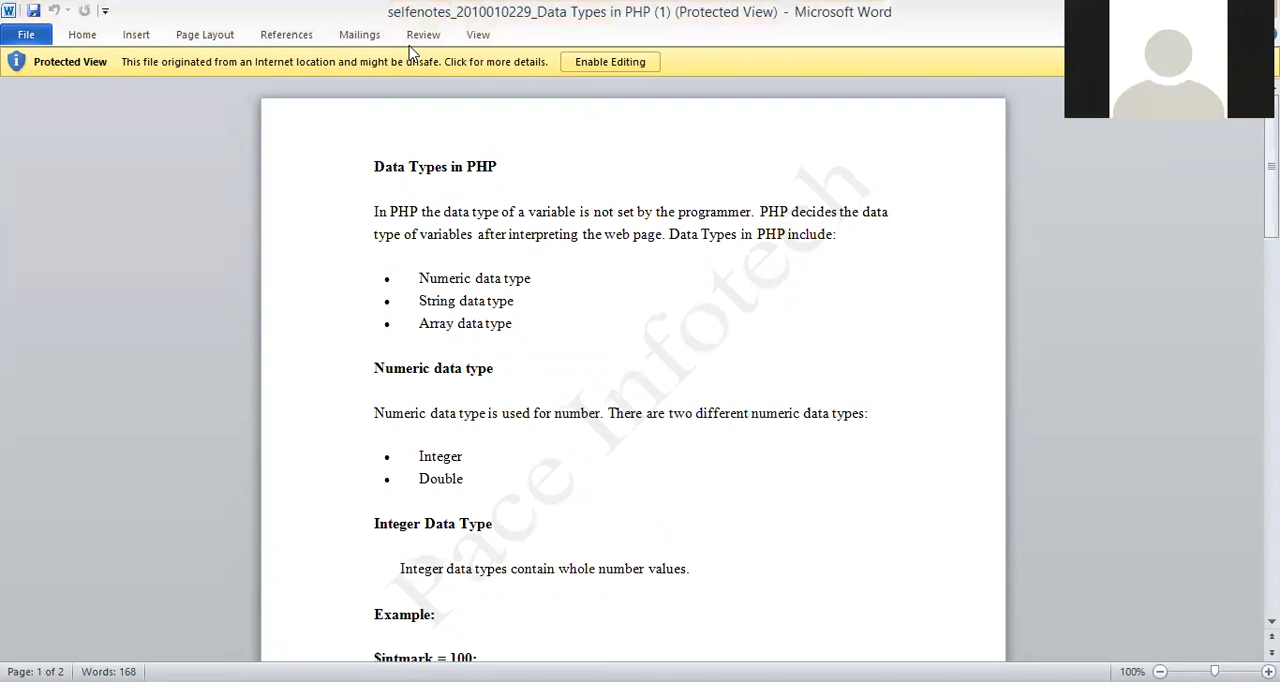 selfenotes_2010010229_Data Types in PHP (1) (Protected View) - Microsoft Word
File Home Insert Page Layout References Mailings Review View
Protected View This file originated from an Internet location and might be unsafe. Click for more details. Enable Editing
Data Types in PHP
In PHP the data type of a variable is not set by the programmer. PHP decides the data
type of variables after interpreting the web page. Data Types in PHP include:
• Numeric data type
• String data type
• Array data type
Numeric data type
Numeric data type is used for number. There are two different numeric data types:
• Integer
• Double
Integer Data Type
Integer data types contain whole number values.
Example:
$intmark = 100;
Pace Infotech
Page: 1 of 2 Words: 168 100%